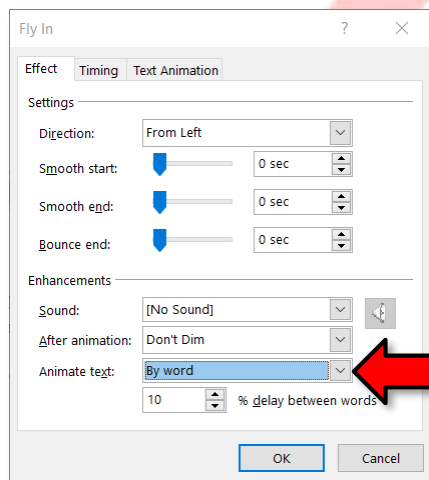 Fly In ?
Effect Timing Text Animation
Settings
Direction: From Left
Smooth start: 0 sec
Smooth end: 0 sec
Bounce end: 0 sec
Enhancements
Sound: [No Sound]
After animation: Don't Dim
Animate text: By word
10 % delay between words
OK Cancel